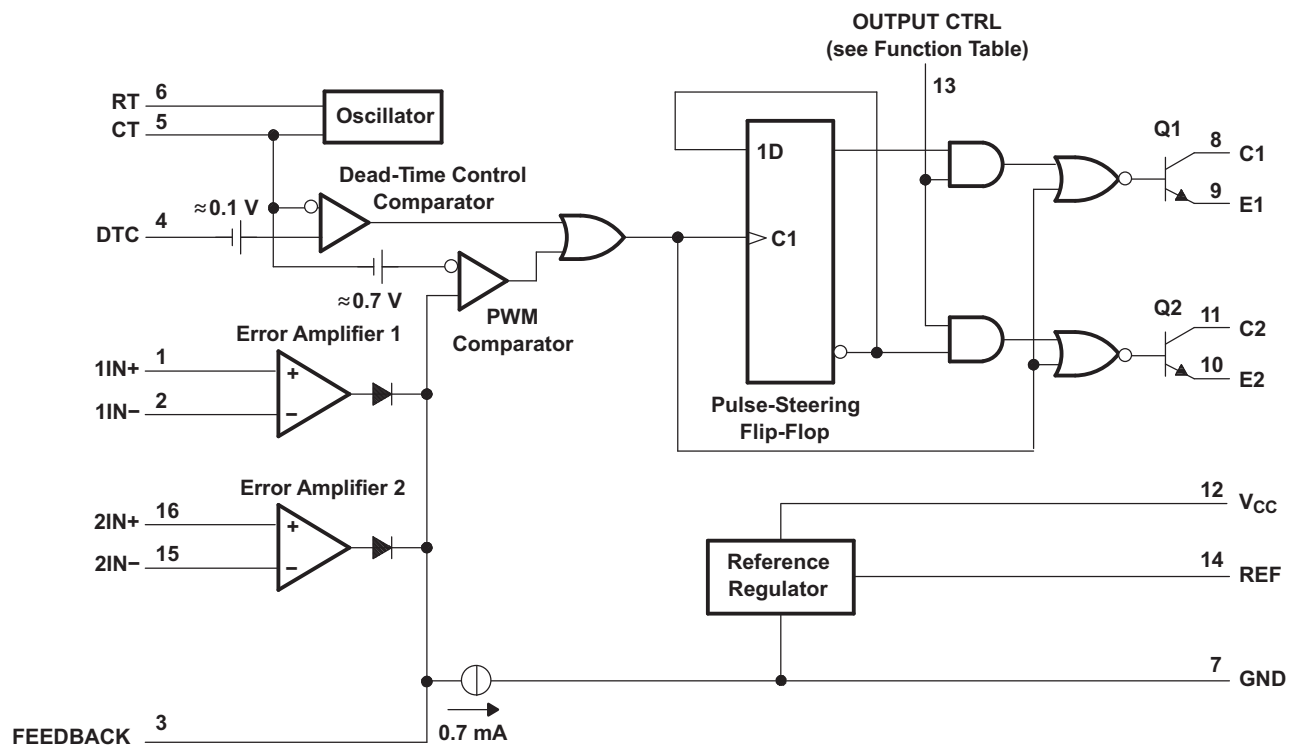 OUTPUT CTRL
(see Function Table)
13
RT 6
CT 5
Oscillator
Dead-Time Control
Comparator
≈0.1 V
DTC 4
≈0.7 V
PWM
Comparator
1D
C1
Pulse-Steering
Flip-Flop
Q1
8 C1
9 E1
Q2
11 C2
10 E2
Error Amplifier 1
1IN+ 1
1IN− 2
+
−
Error Amplifier 2
2IN+ 16
2IN− 15
+
−
12 VCC
Reference
Regulator
14 REF
7 GND
0.7 mA
FEEDBACK 3